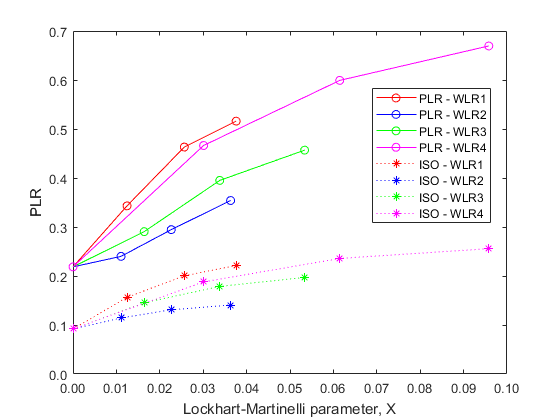 0.7
0.6
0.5
0.4
0.3
0.2
0.1
0.0
PLR
PLR - WLR1
PLR - WLR2
PLR - WLR3
PLR - WLR4
ISO - WLR1
ISO - WLR2
ISO - WLR3
ISO - WLR4
0.00 0.01 0.02 0.03 0.04 0.05 0.06 0.07 0.08 0.09 0.10
Lockhart-Martinelli parameter, X